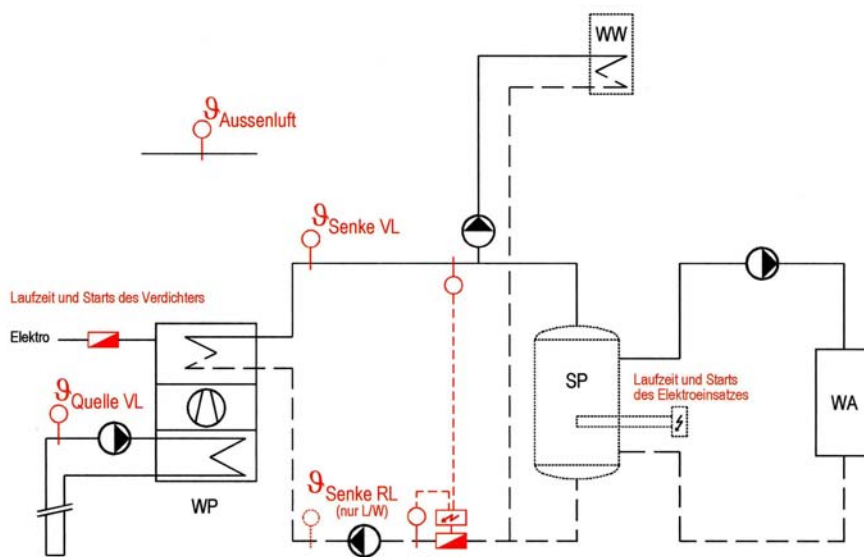 WW
ϑAussenluft
ϑSenke VL
Laufzeit und Starts des Verdichters
Elektro
ϑQuelle VL
SP
Laufzeit und Starts
des Elektroeinsatzes
WA
WP
ϑSenke RL
(nur L/W)